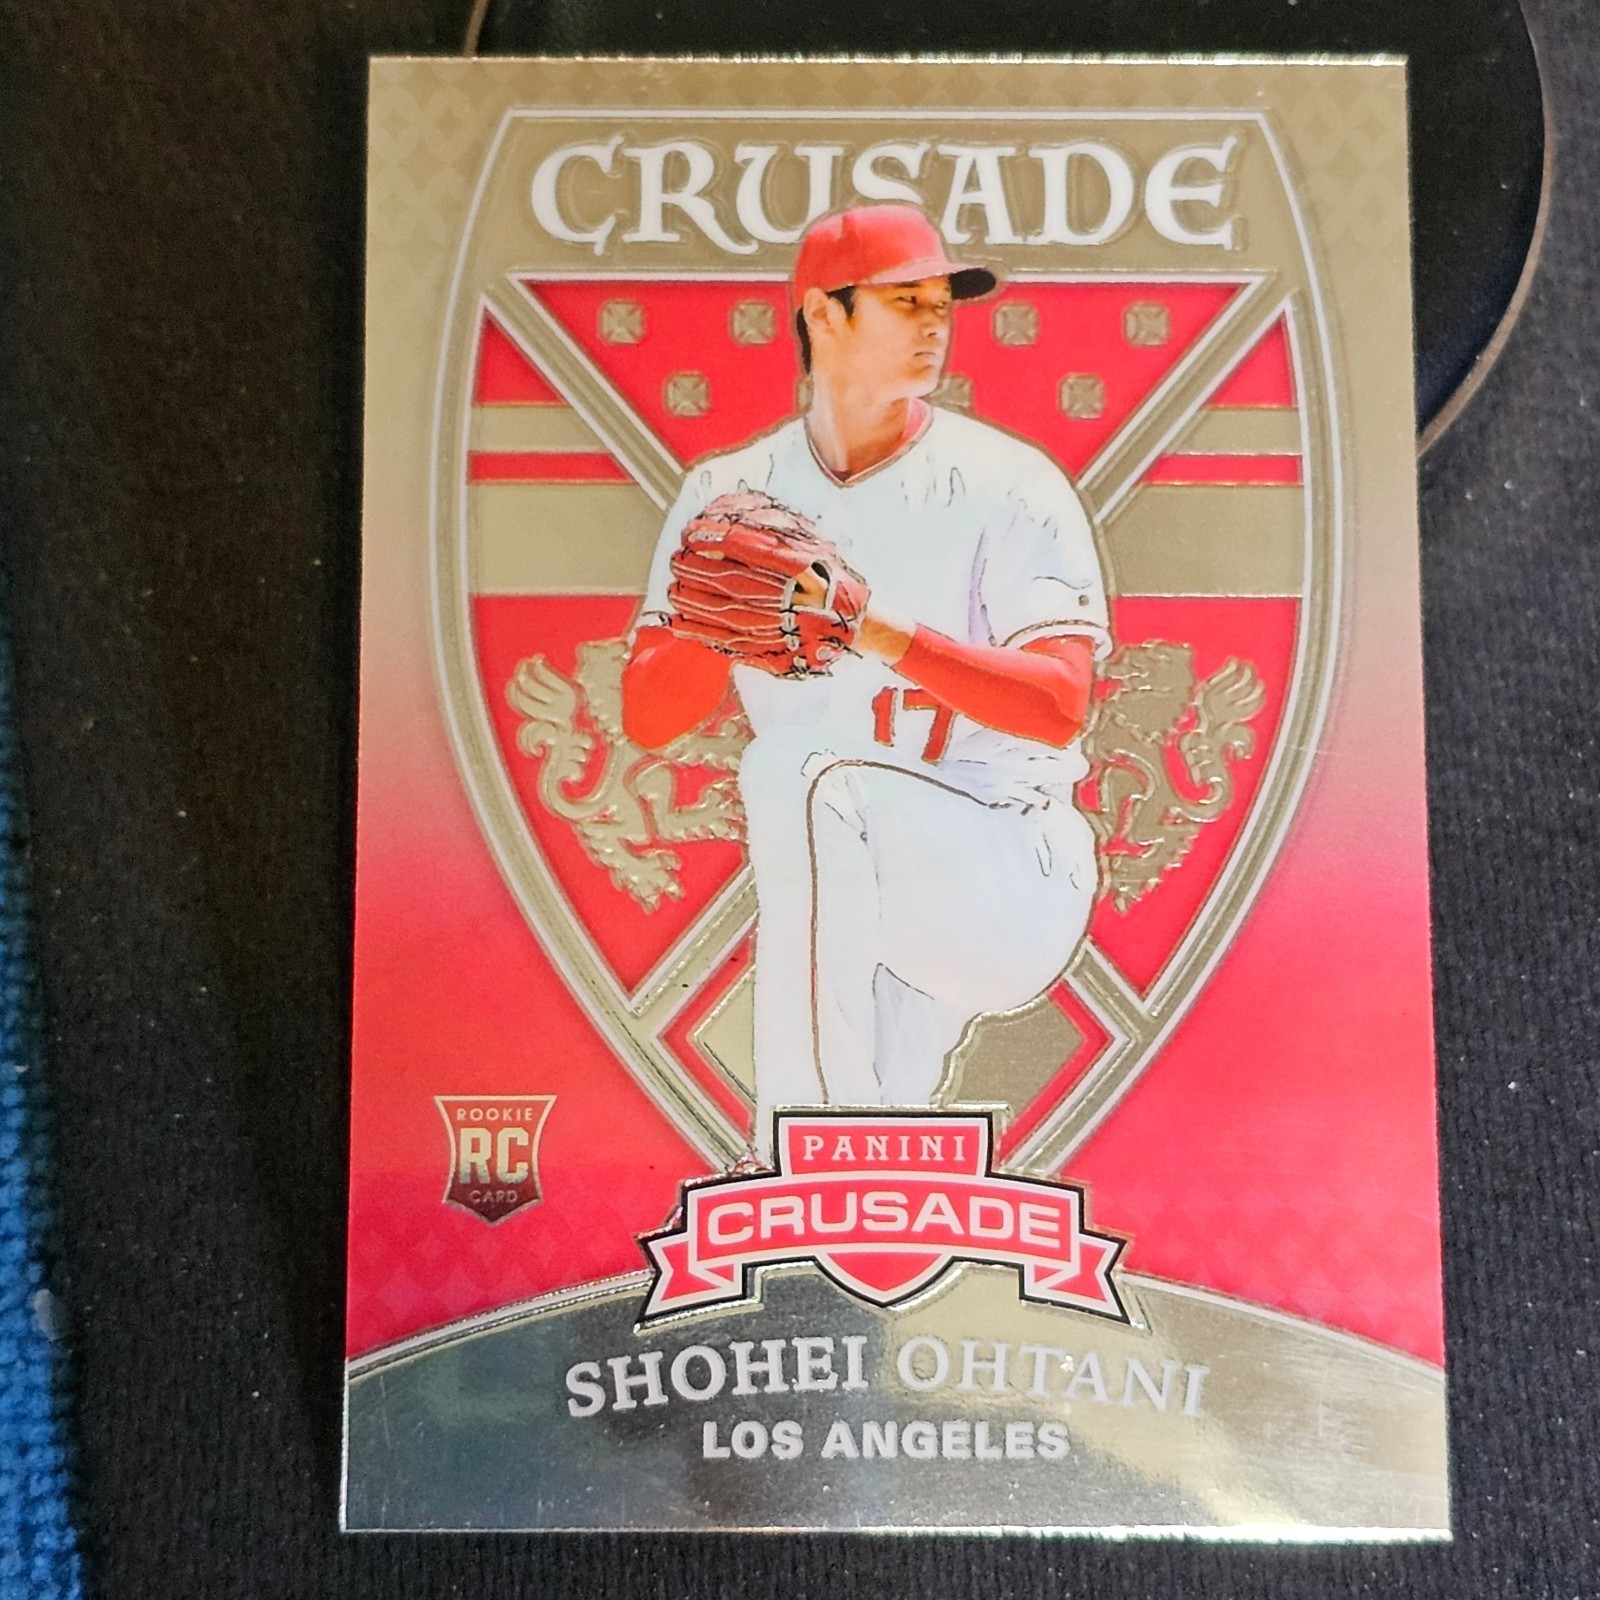 CRUSADE
17
ROOKIE
RC
CARD
PANINI
CRUSADE
SHOHEI OHTANI
LOS ANGELES